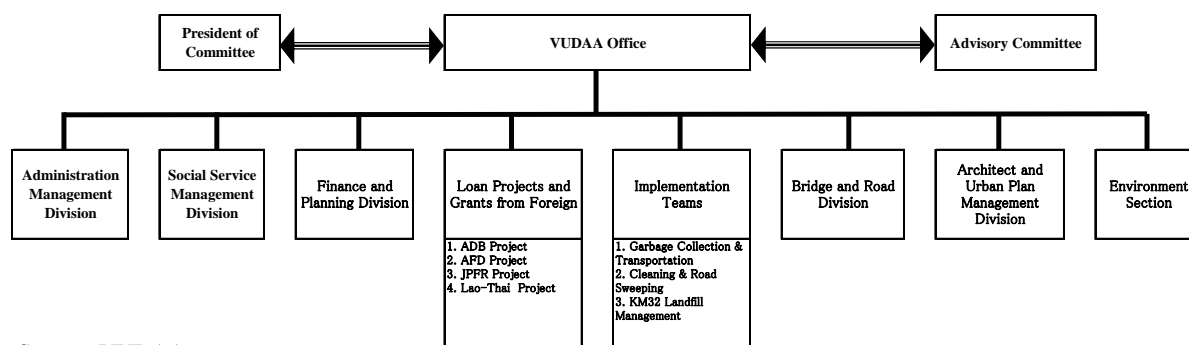 President of
Committee
VUDAA Office
Advisory Committee
Administration
Management
Division
Social Service
Management
Division
Finance and
Planning Division
Loan Projects and
Grants from Foreign
1. ADB Project
2. AFD Project
3. JPFR Project
4. Lao-Thai Project
Implementation
Teams
1. Garbage Collection &
Transportation
2. Cleaning & Road
Sweeping
3. KM32 Landfill
Management
Bridge and Road
Division
Architect and
Urban Plan
Management
Division
Environment
Section